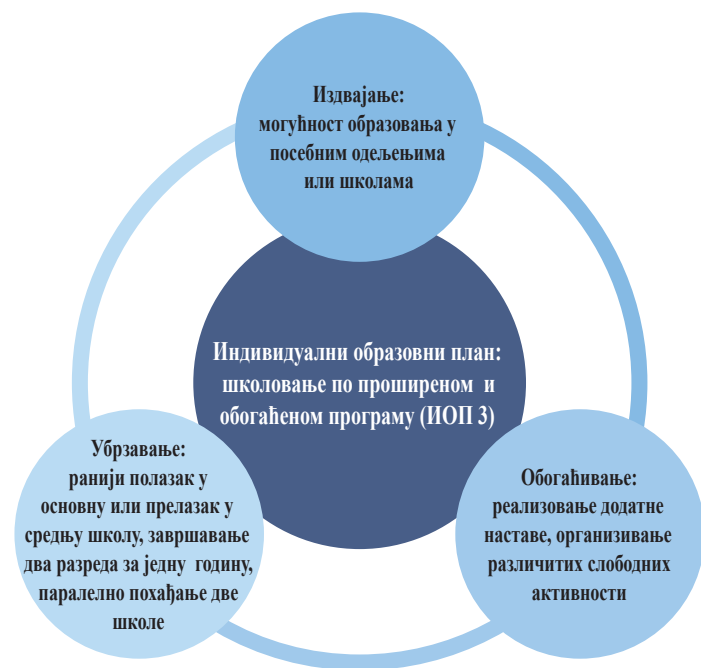 Издвајање:
могућност образовања у
посебним одељењима
или школама
Индивидуални образовни план:
школовање по проширеном и
обогаћеном програму (ИОП 3)
Убрзавање:
ранији полазак у
основну или прелазак у
средњу школу, завршавање
два разреда за једну годину,
паралелно похађање две
школе
Обогаћивање:
реализовање додатне
наставе, организивање
различитих слободних
активности